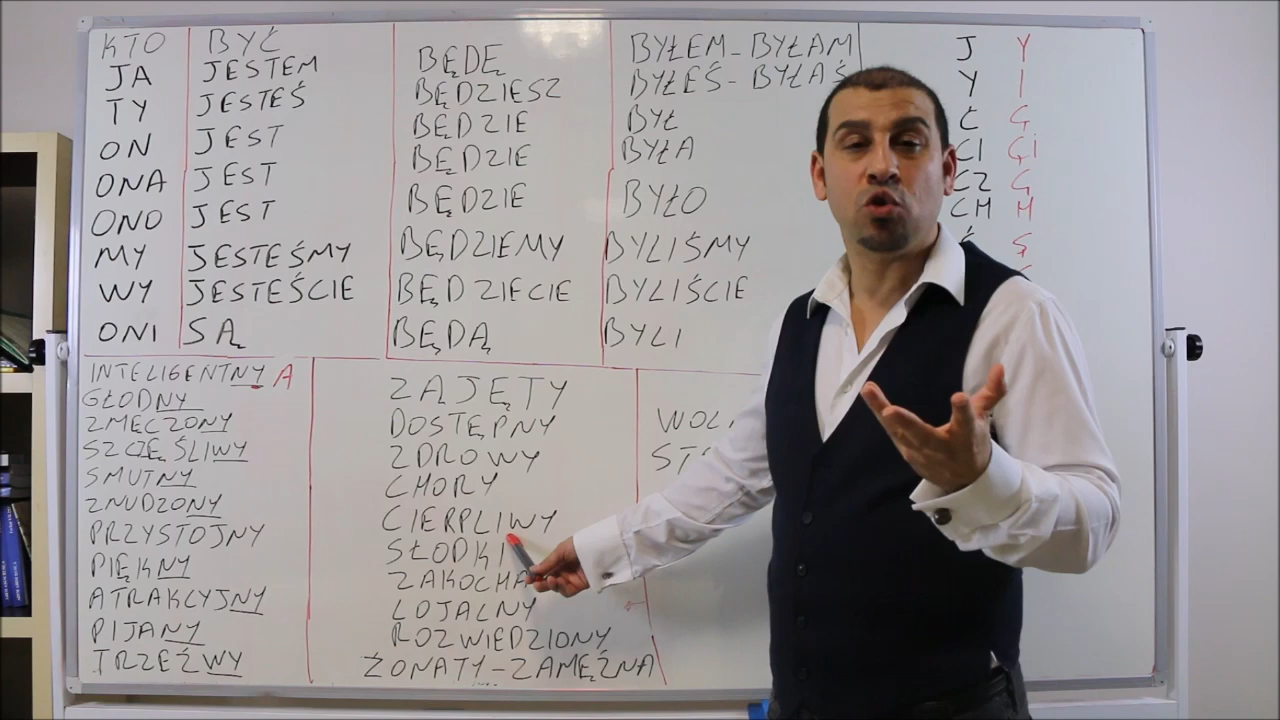 KTO BYĆ
JA JESTEM BĘDĘ BYŁEM-BYŁAM J Y
TY JESTEŚ BĘDZIESZ BYŁEŚ-BYŁAŚ Y I
ON JEST BĘDZIE BYŁ
ONA JEST BĘDZIE BYŁA CI
ONO JEST BĘDZIE BYŁO CZ
CH H
MY JESTEŚMY BĘDZIEMY BYLIŚMY
WY JESTEŚCIE BĘDZIECIE BYLIŚCIE
ONI SĄ BĘDĄ BYLI
INTELIGENTNY A
GŁODNY
ZMĘCZONY
SZCZĘŚLIWY
SMUTNY
ZNUDZONY
PRZYSTOJNY
PIĘKNY
ATRAKCYJNY
PIJANY
TRZEŹWY
ZAJĘTY
DOSTĘPNY
ZDROWY
CHORY
CIERPLIWY
SŁODKI
ZAKOCHA
LOJALNY
ROZWIEDZIONY
ŻONATY-ZAMĘŻNA